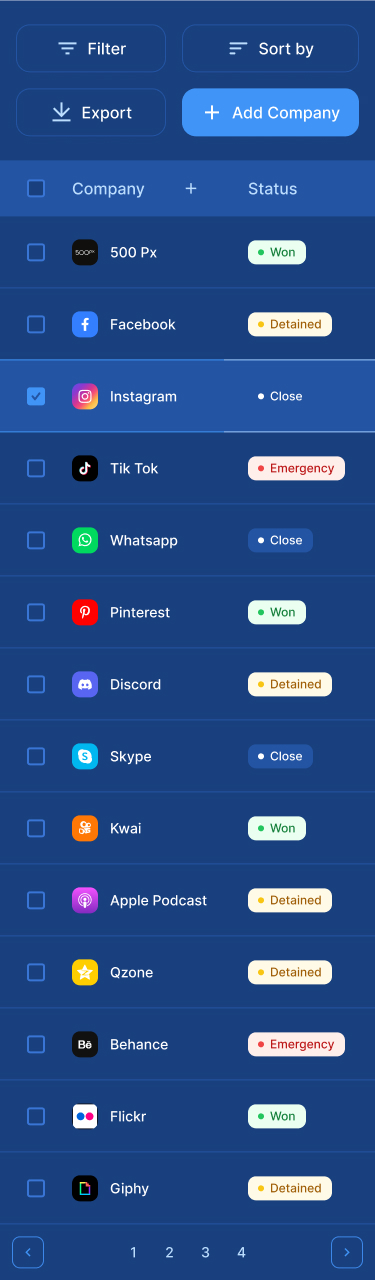 Filter
Sort by
Export
Add Company
Company + Status
500px 500 Px Won
Facebook Detained
Instagram Close
Tik Tok Emergency
Whatsapp Close
Pinterest Won
Discord Detained
S Skype Close
Kwai Won
Apple Podcast Detained
Qzone Detained
Bē Behance Emergency
Flickr Won
Giphy Detained
1 2 3 4